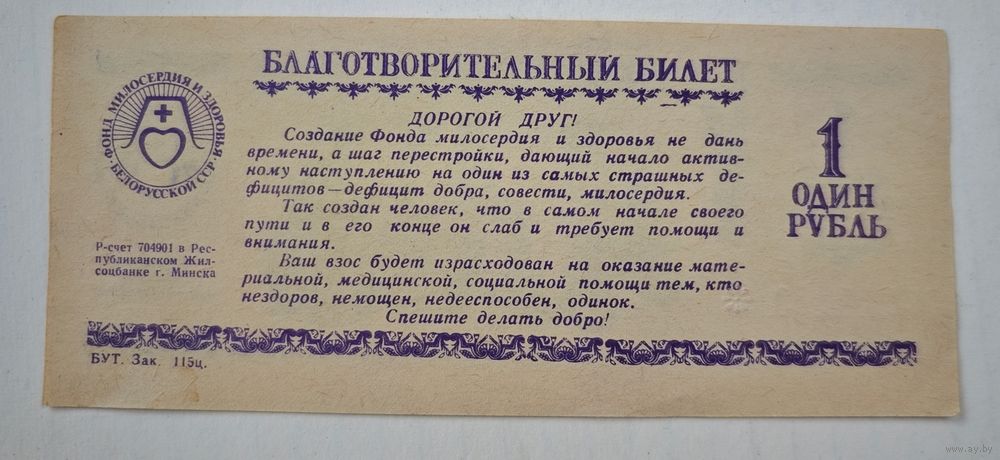 БЛАГОТВОРИТЕЛЬНЫЙ БИЛЕТ
ФОНД МИЛОСЕРДИЯ И ЗДОРОВЬЯ
БЕЛОРУССКОЙ ССР
ДОРОГОЙ ДРУГ!
Создание Фонда милосердия и здоровья не дань
времени, а шаг перестройки, дающий начало актив-
ному наступлению на один из самых страшных де-
фицитов—дефицит добра, совести, милосердия.
Так создан человек, что в самом начале своего
пути и в его конце он слаб и требует помощи и
внимания.
Ваш взнос будет израсходован на оказание мате-
риальной, медицинской, социальной помощи тем, кто
нездоров, немощен, недееспособен, одинок.
Спешите делать добро!
1
ОДИН
РУБЛЬ
Р-счет 704901 в Рес-
публиканском Жил-
соцбанке г. Минска
БУТ. Зак. 115ц.
www.ay.by